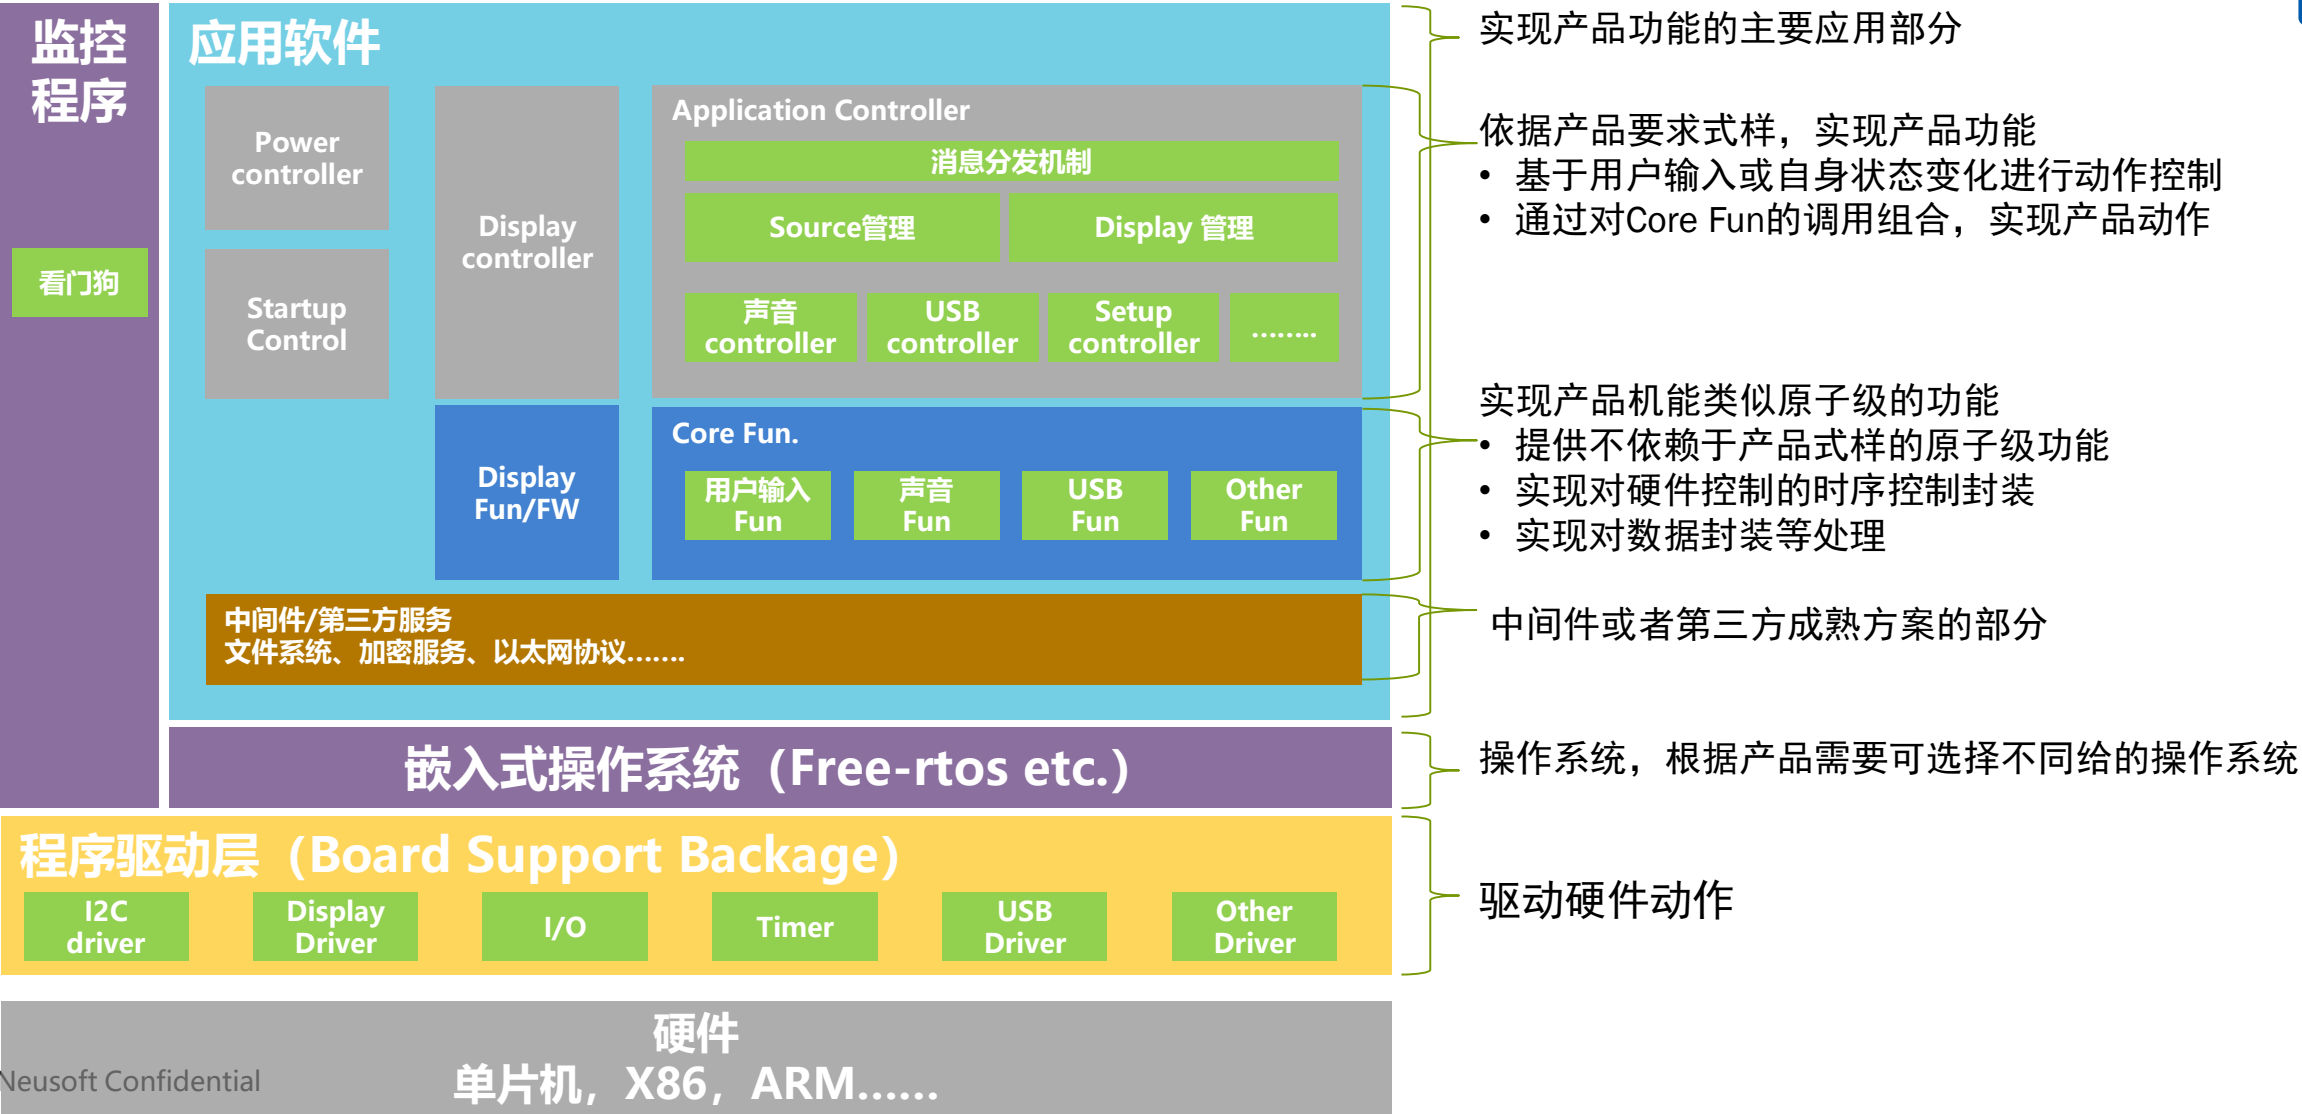 监控
程序
看门狗
应用软件
Power
controller
Startup
Control
Display
controller
Application Controller
消息分发机制
Source管理
Display 管理
声音
controller
USB
controller
Setup
controller
........
Display
Fun/FW
Core Fun.
用户输入
Fun
声音
Fun
USB
Fun
Other
Fun
中间件/第三方服务
文件系统、加密服务、以太网协议.......
嵌入式操作系统（Free-rtos etc.）
程序驱动层（Board Support Backage）
I2C
driver
Display
Driver
I/O
Timer
USB
Driver
Other
Driver
硬件
单片机，X86，ARM......
Neusoft Confidential
实现产品功能的主要应用部分
依据产品要求式样，实现产品功能
• 基于用户输入或自身状态变化进行动作控制
• 通过对Core Fun的调用组合，实现产品动作
实现产品机能类似原子级的功能
• 提供不依赖于产品式样的原子级功能
• 实现对硬件控制的时序控制封装
• 实现对数据封装等处理
中间件或者第三方成熟方案的部分
操作系统，根据产品需要可选择不同给的操作系统
驱动硬件动作